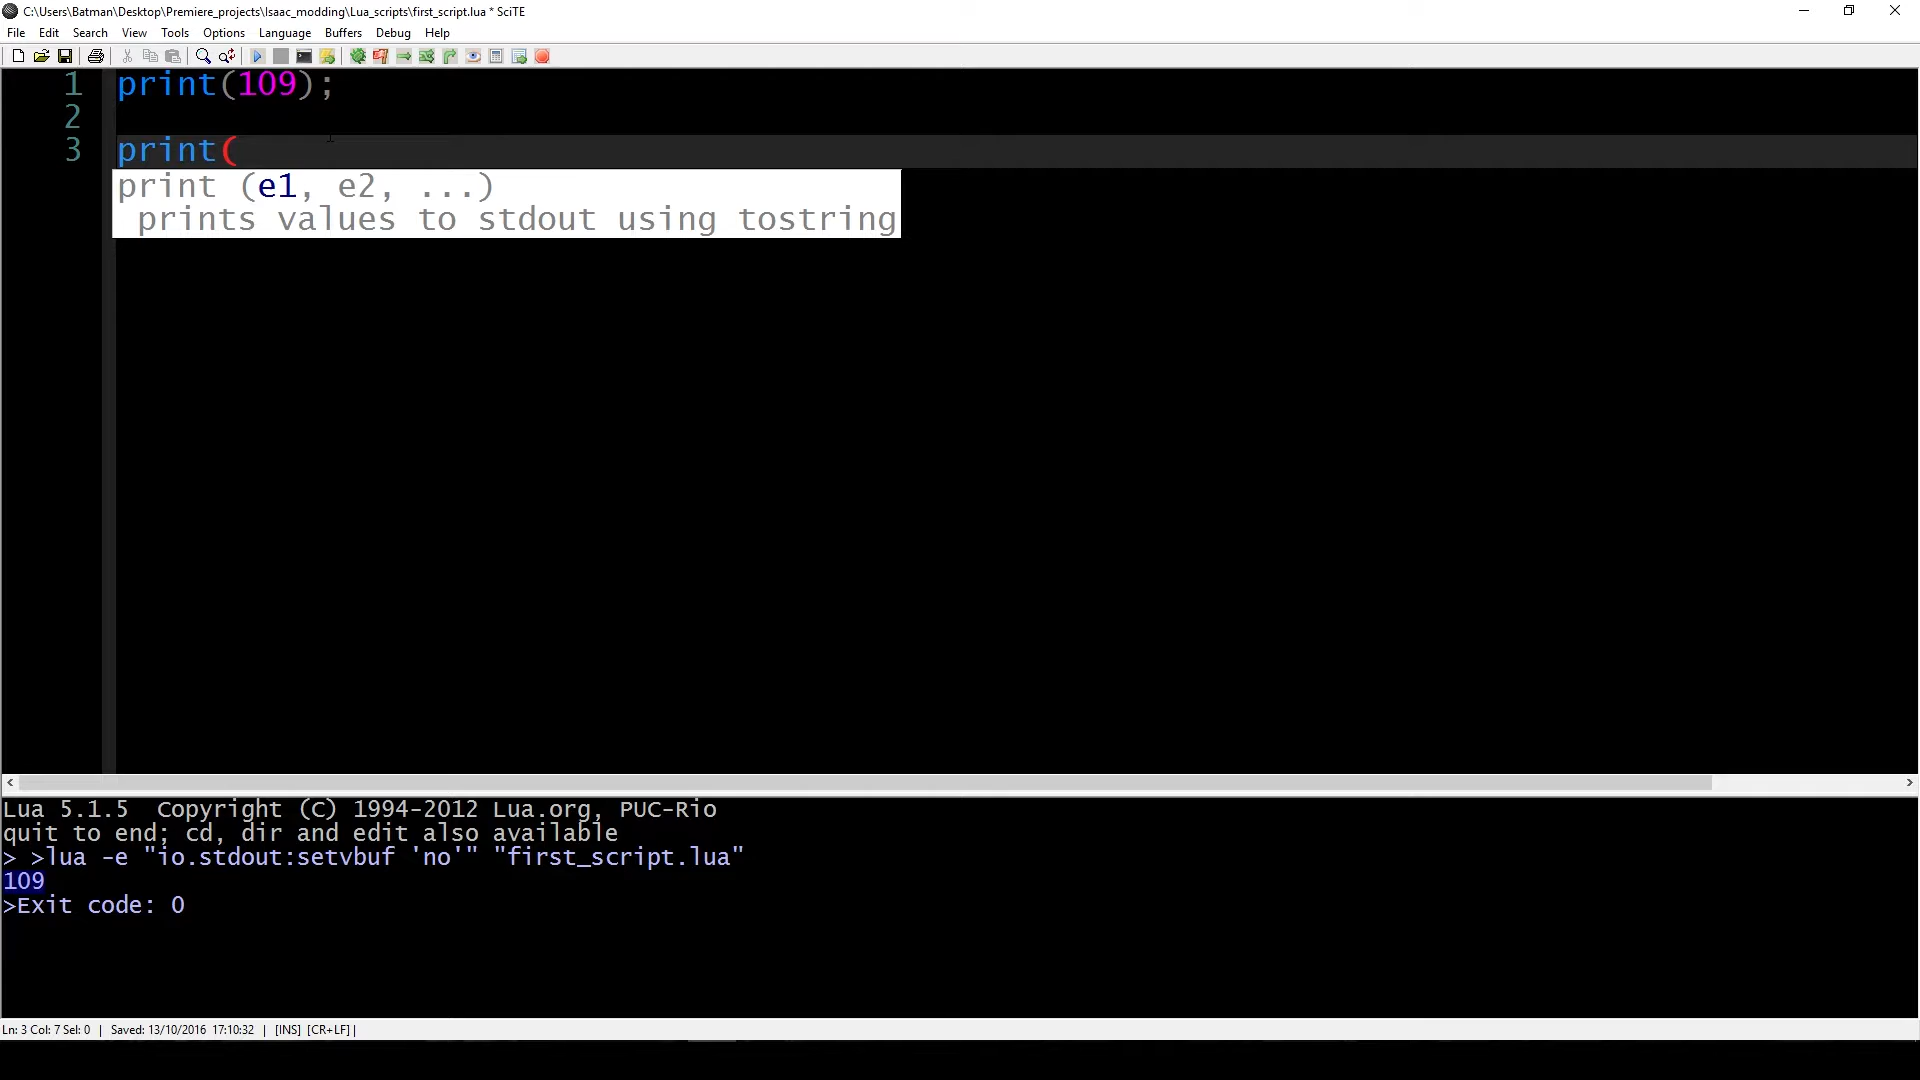 C:\Users\Batman\Desktop\Premiere_projects\Isaac_modding\Lua_scripts\first_script.lua * SciTE
File Edit Search View Tools Options Language Buffers Debug Help
1 print(109);
2
3 print(
print (e1, e2, ...)
prints values to stdout using tostring
Lua 5.1.5  Copyright (C) 1994-2012 Lua.org, PUC-Rio
quit to end; cd, dir and edit also available
> >lua -e "io.stdout:setvbuf 'no'" "first_script.lua"
109
>Exit code: 0
Ln: 3 Col: 7 Sel: 0 | Saved: 13/10/2016 17:10:32 | [INS] [CR+LF] |